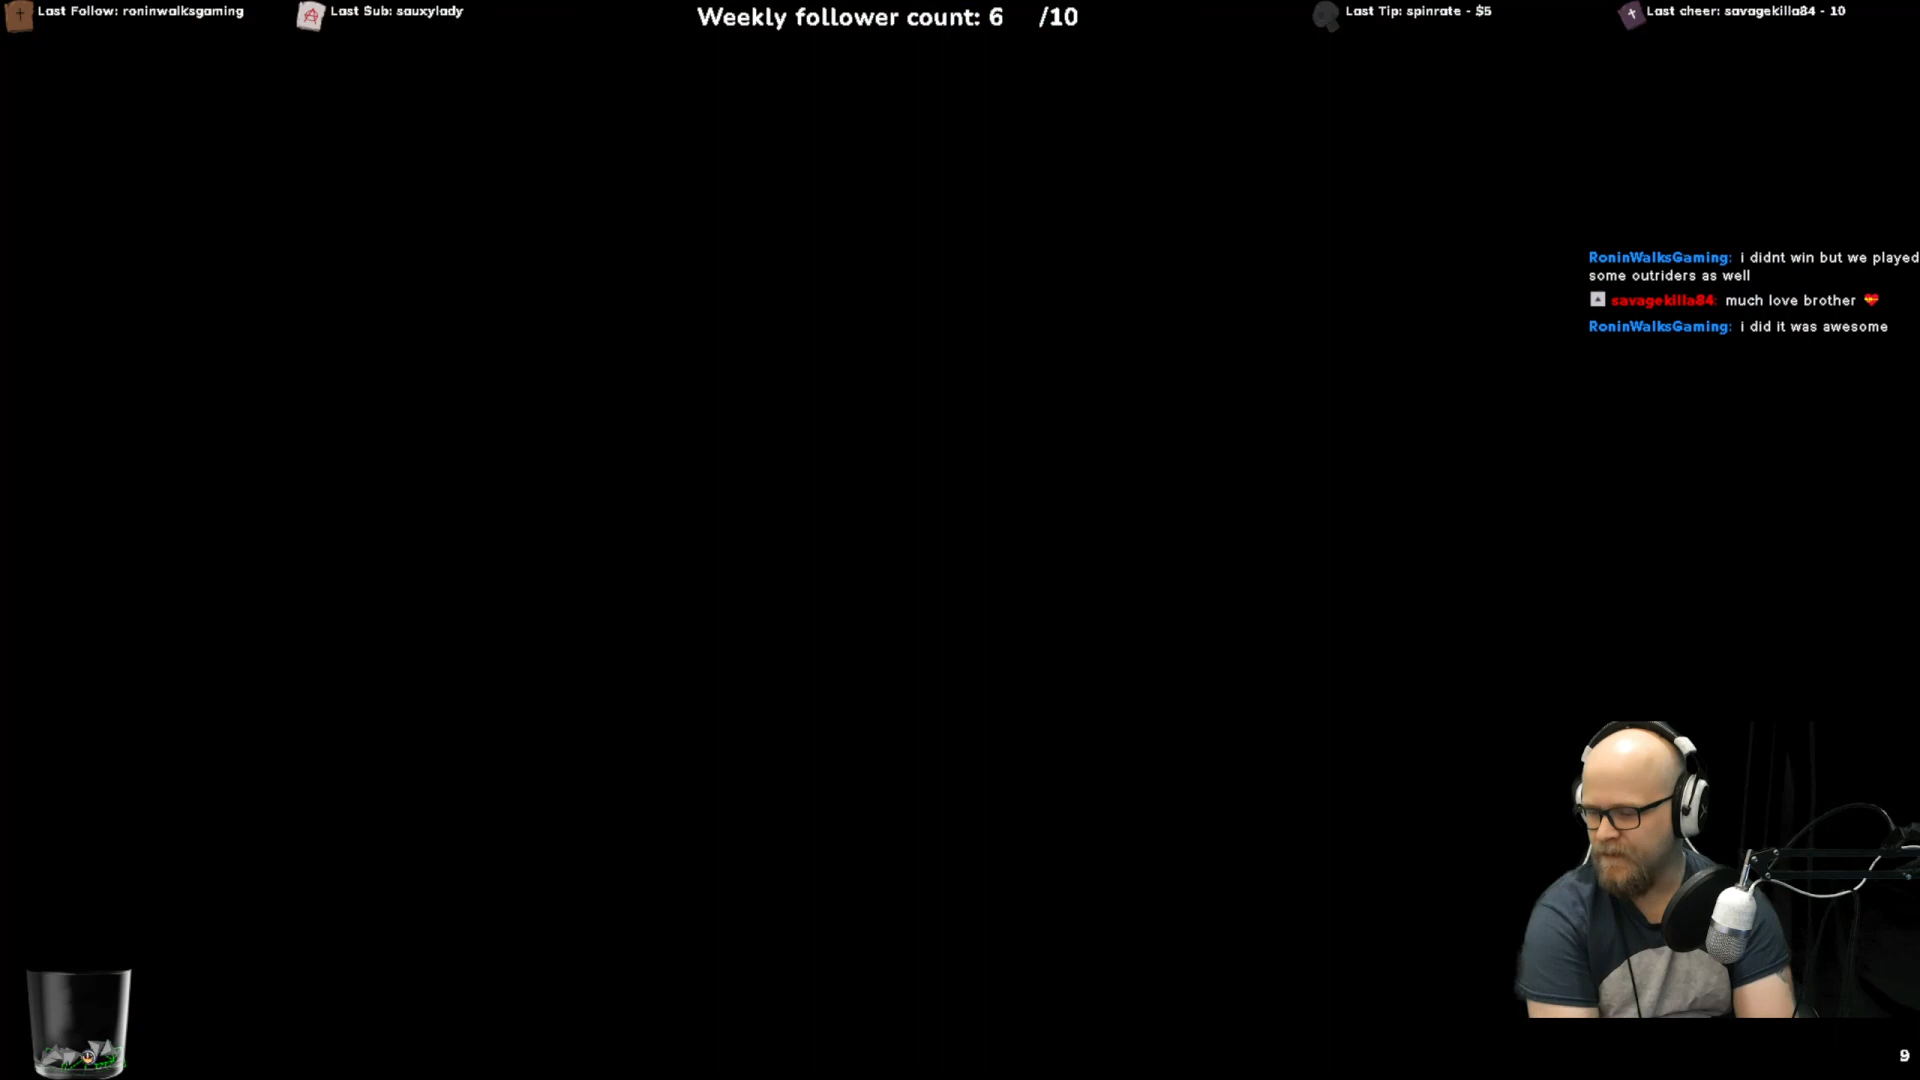 Last Follow: roninwalksgaming
Last Sub: sauxylady
Weekly follower count: 6 /10
Last Tip: spinrate - $5
Last cheer: savagekilla84 - 10
RoninWalksGaming: i didnt win but we played
some outriders as well
savagekilla84: much love brother
RoninWalksGaming: i did it was awesome
9